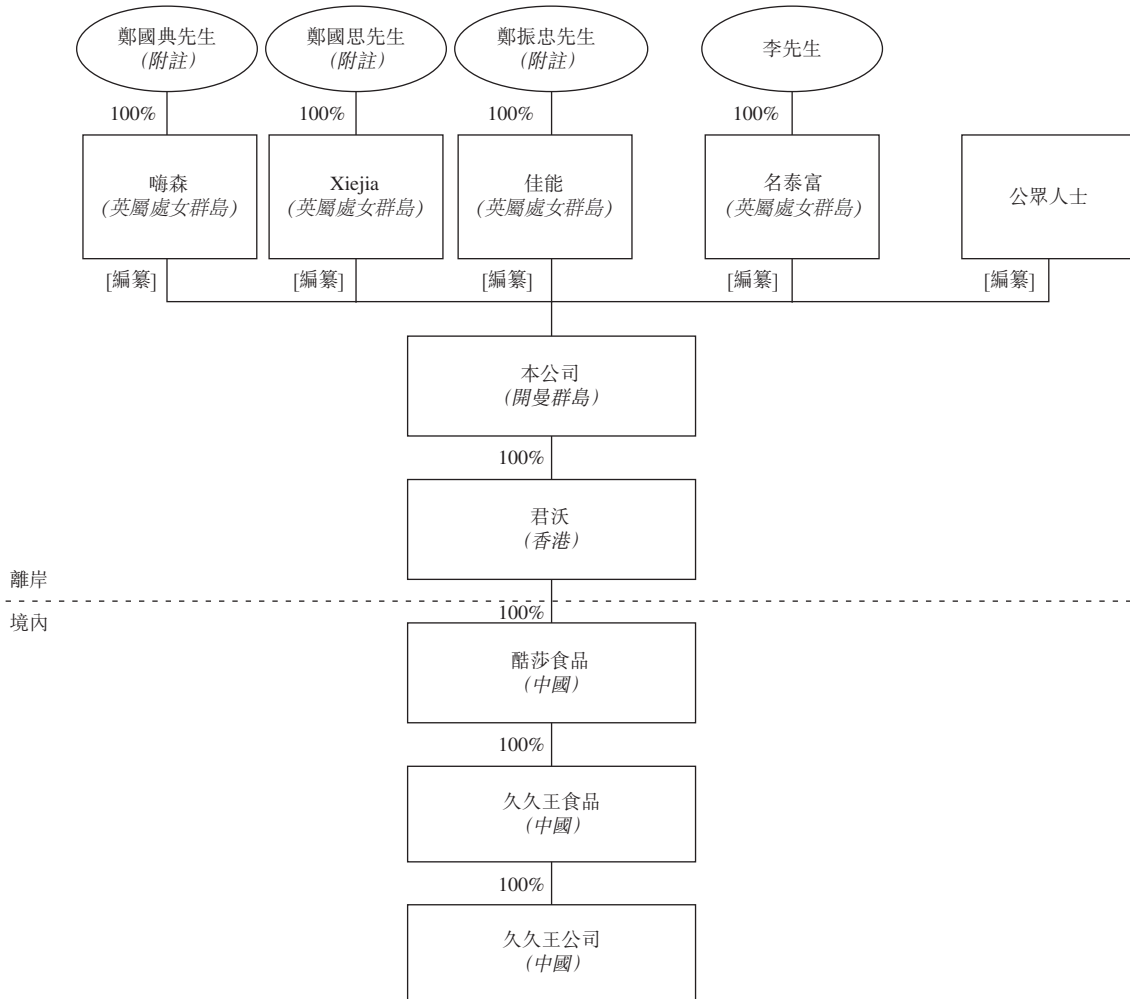 鄭國典先生
(附註)
鄭國思先生
(附註)
鄭振忠先生
(附註)
李先生
100%
100%
100%
100%
嗨森
(英屬處女群島)
Xiejia
(英屬處女群島)
佳能
(英屬處女群島)
名泰富
(英屬處女群島)
公眾人士
[編纂]
[編纂]
[編纂]
[編纂]
[編纂]
本公司
(開曼群島)
100%
君沃
(香港)
離岸
境內
100%
酷莎食品
(中國)
100%
久久王食品
(中國)
100%
久久王公司
(中國)